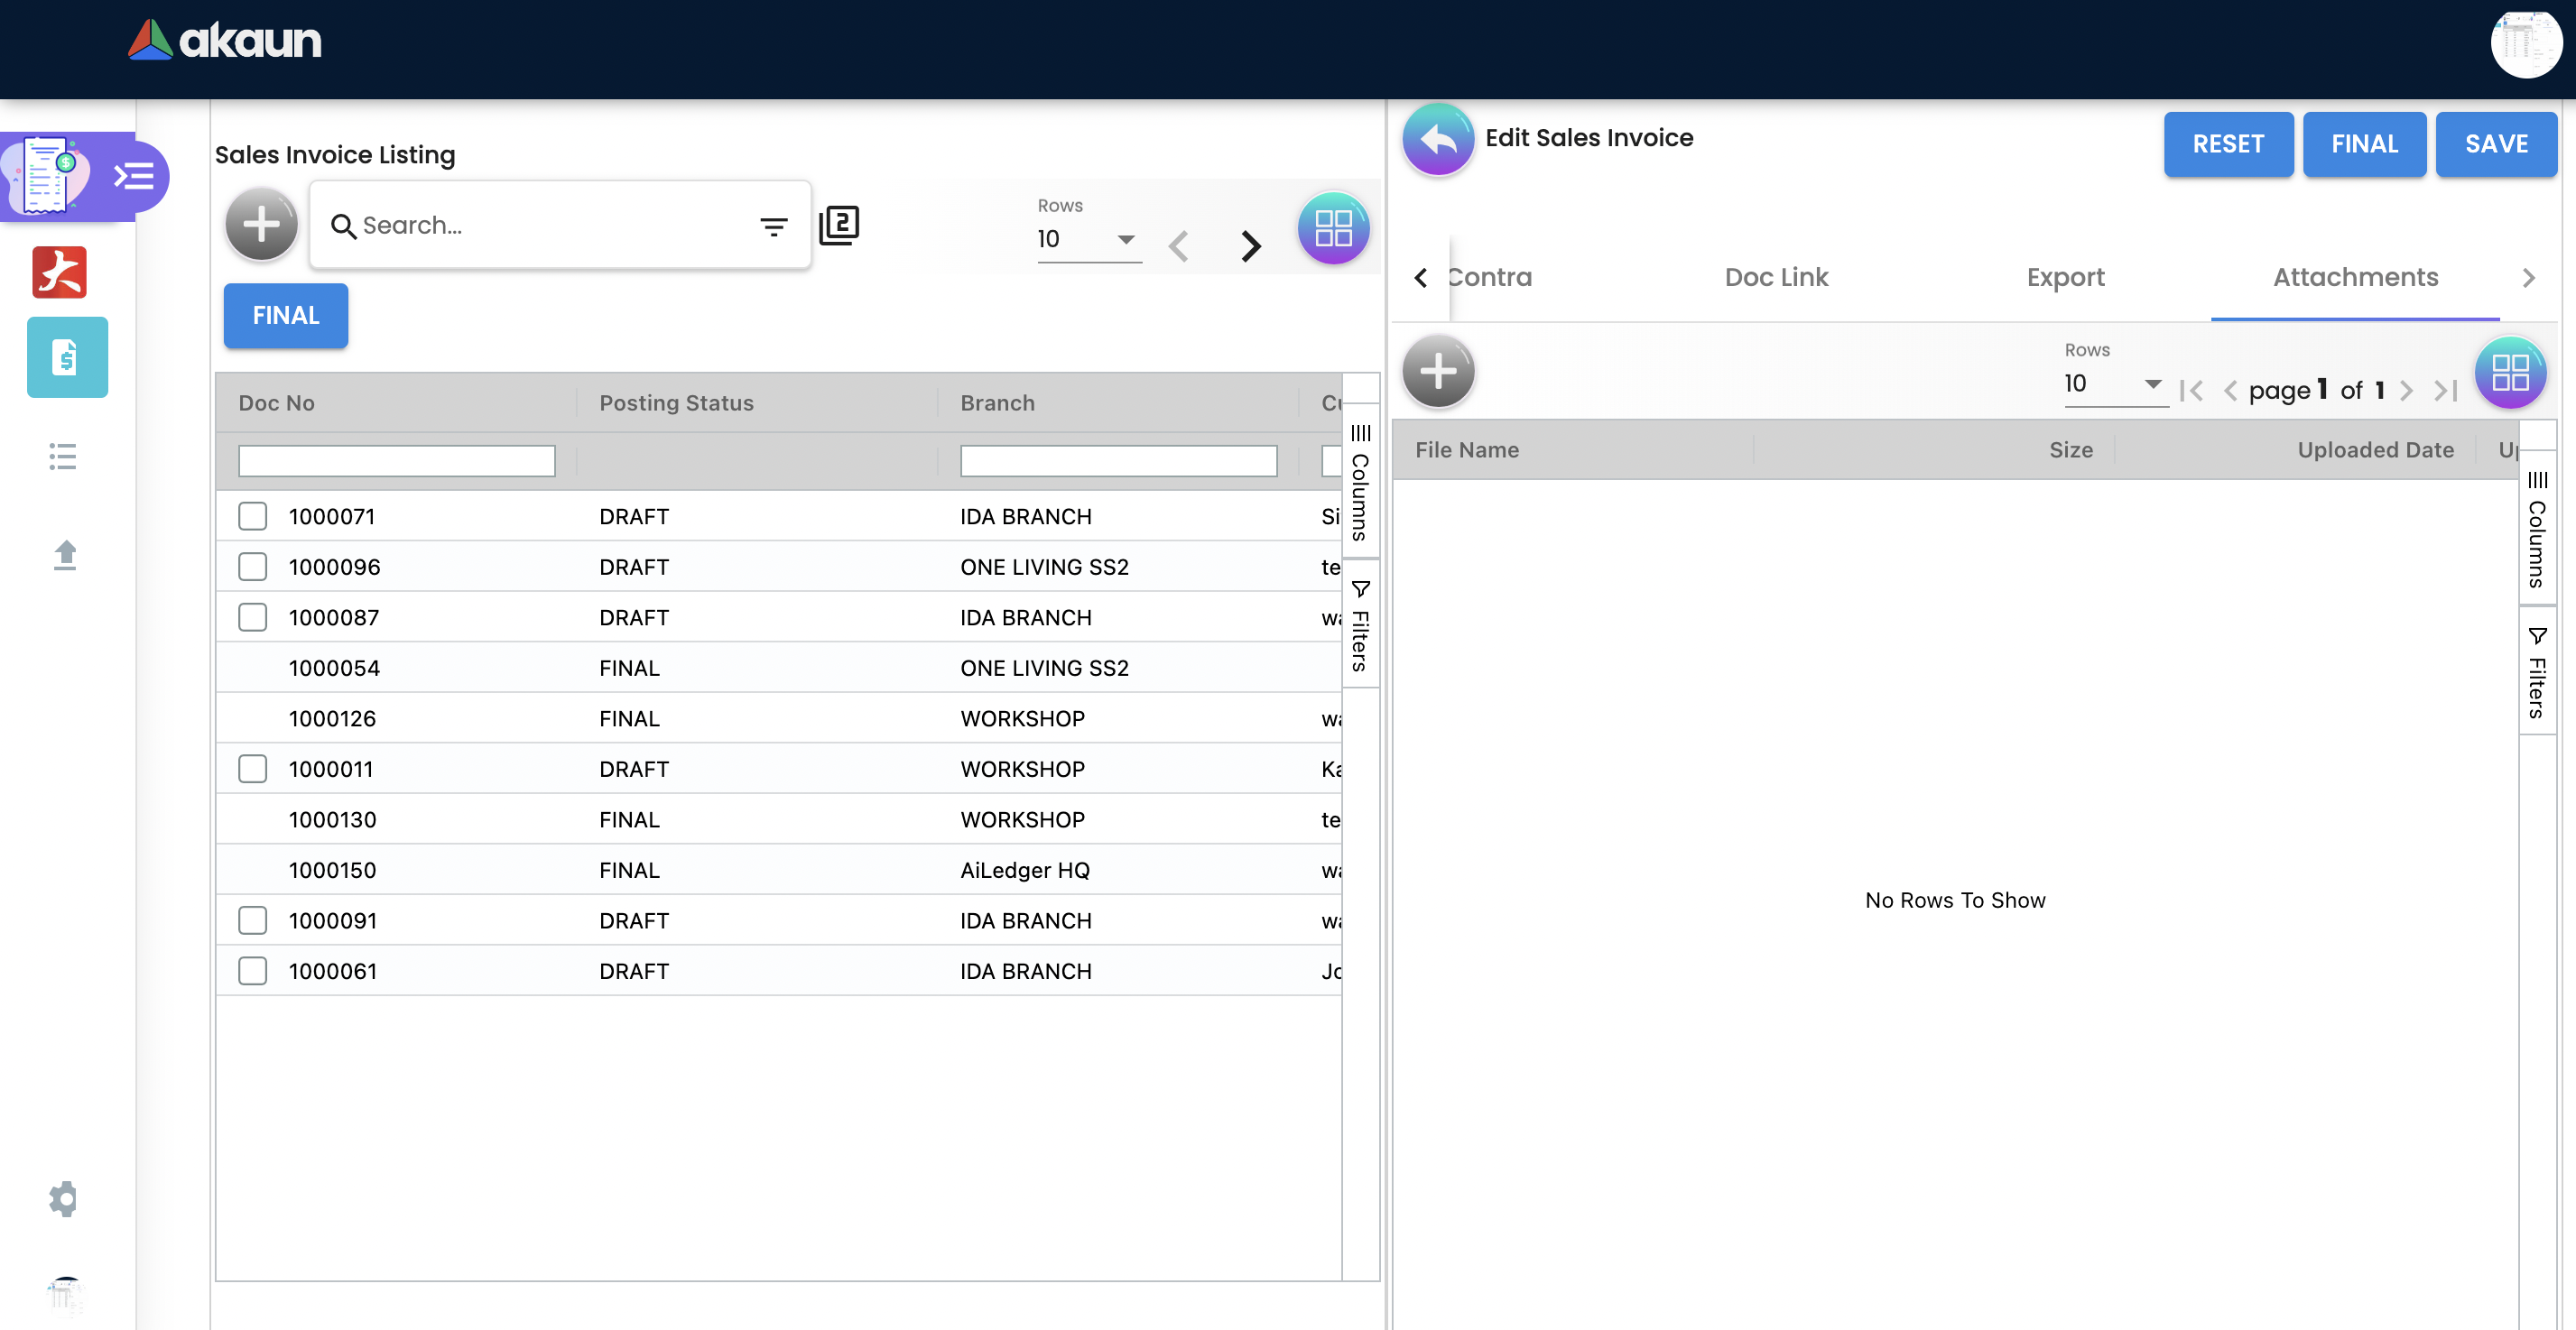 akaun
Sales Invoice Listing
Search...
2
Rows
10
FINAL
Doc No Posting Status Branch
1000071 DRAFT IDA BRANCH Si
1000096 DRAFT ONE LIVING SS2 te
1000087 DRAFT IDA BRANCH wa
1000054 FINAL ONE LIVING SS2
1000126 FINAL WORKSHOP wa
1000011 DRAFT WORKSHOP Ka
1000130 FINAL WORKSHOP te
1000150 FINAL AiLedger HQ wa
1000091 DRAFT IDA BRANCH wa
1000061 DRAFT IDA BRANCH Jo
Columns
Filters
Edit Sales Invoice
RESET FINAL SAVE
Contra Doc Link Export Attachments
Rows
10
page 1 of 1
File Name Size Uploaded Date Up
No Rows To Show
Columns
Filters